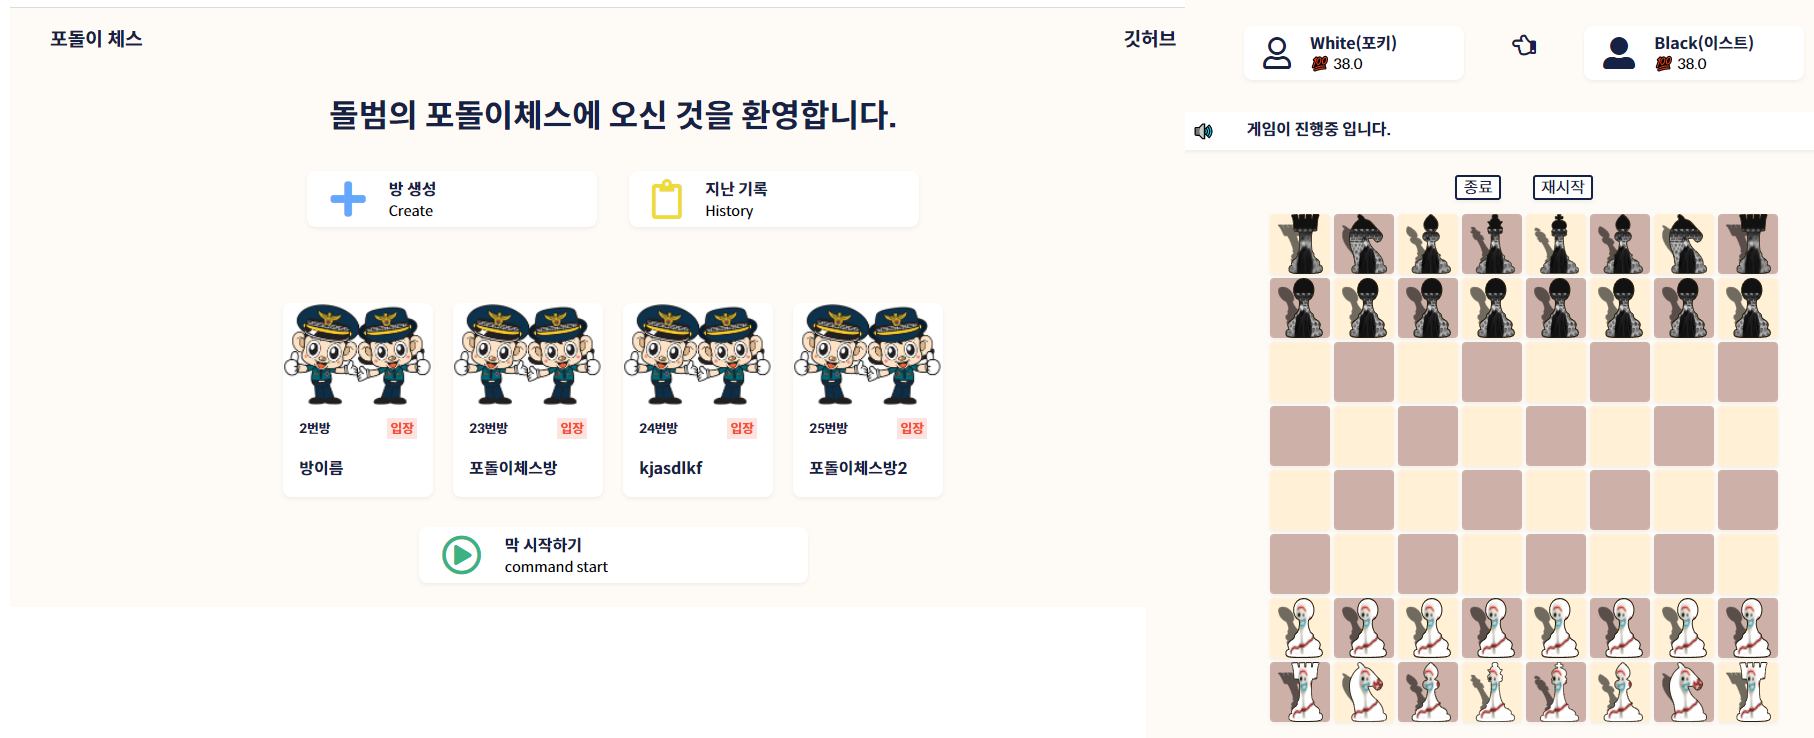 포돌이 체스
깃허브
돌범의 포돌이체스에 오신 것을 환영합니다.
방 생성
Create
지난 기록
History
2번방 입장
방이름
23번방 입장
포돌이체스방
24번방 입장
kjasdlkf
25번방 입장
포돌이체스방2
막 시작하기
command start
White(포키)
💯 38.0
Black(이스트)
💯 38.0
게임이 진행중 입니다.
종료
재시작